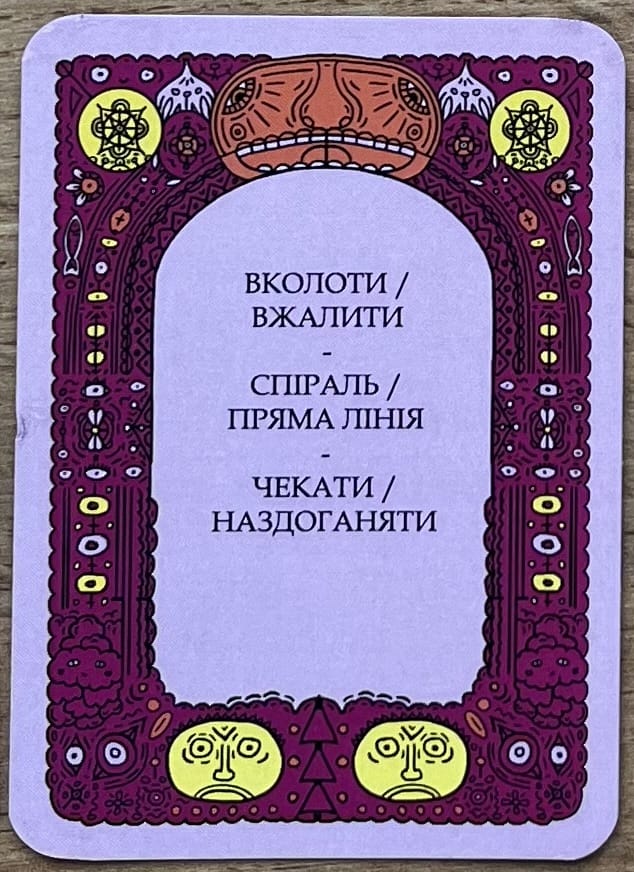 ВКОЛОТИ /
ВЖАЛИТИ
-
СПІРАЛЬ /
ПРЯМА ЛІНІЯ
-
ЧЕКАТИ /
НАЗДОГАНЯТИ